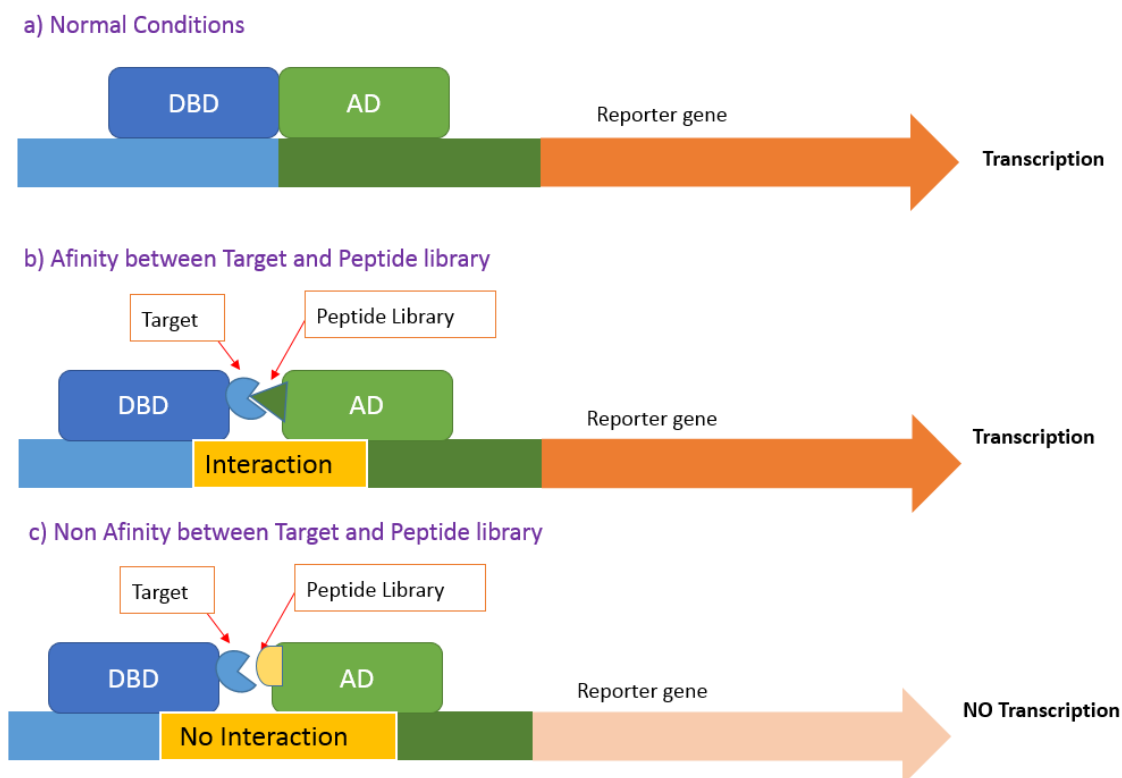 a) Normal Conditions
DBD
AD
Reporter gene
Transcription
b) Afinity between Target and Peptide library
Target
Peptide Library
DBD
AD
Reporter gene
Transcription
Interaction
c) Non Afinity between Target and Peptide library
Target
Peptide Library
DBD
AD
Reporter gene
NO Transcription
No Interaction